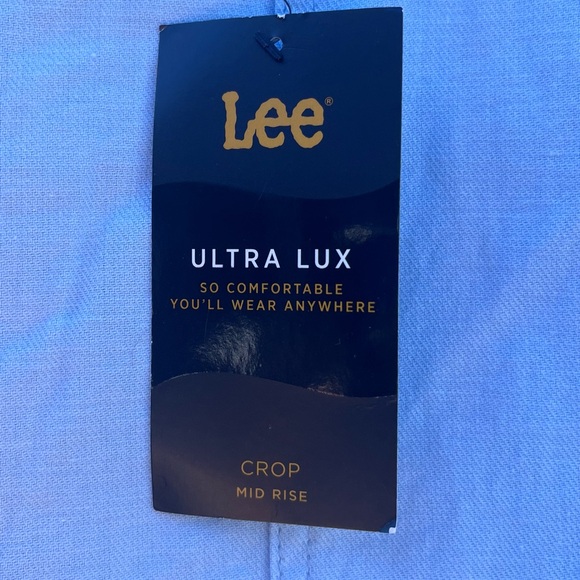 Lee®
ULTRA LUX
SO COMFORTABLE
YOU'LL WEAR ANYWHERE
CROP
MID RISE